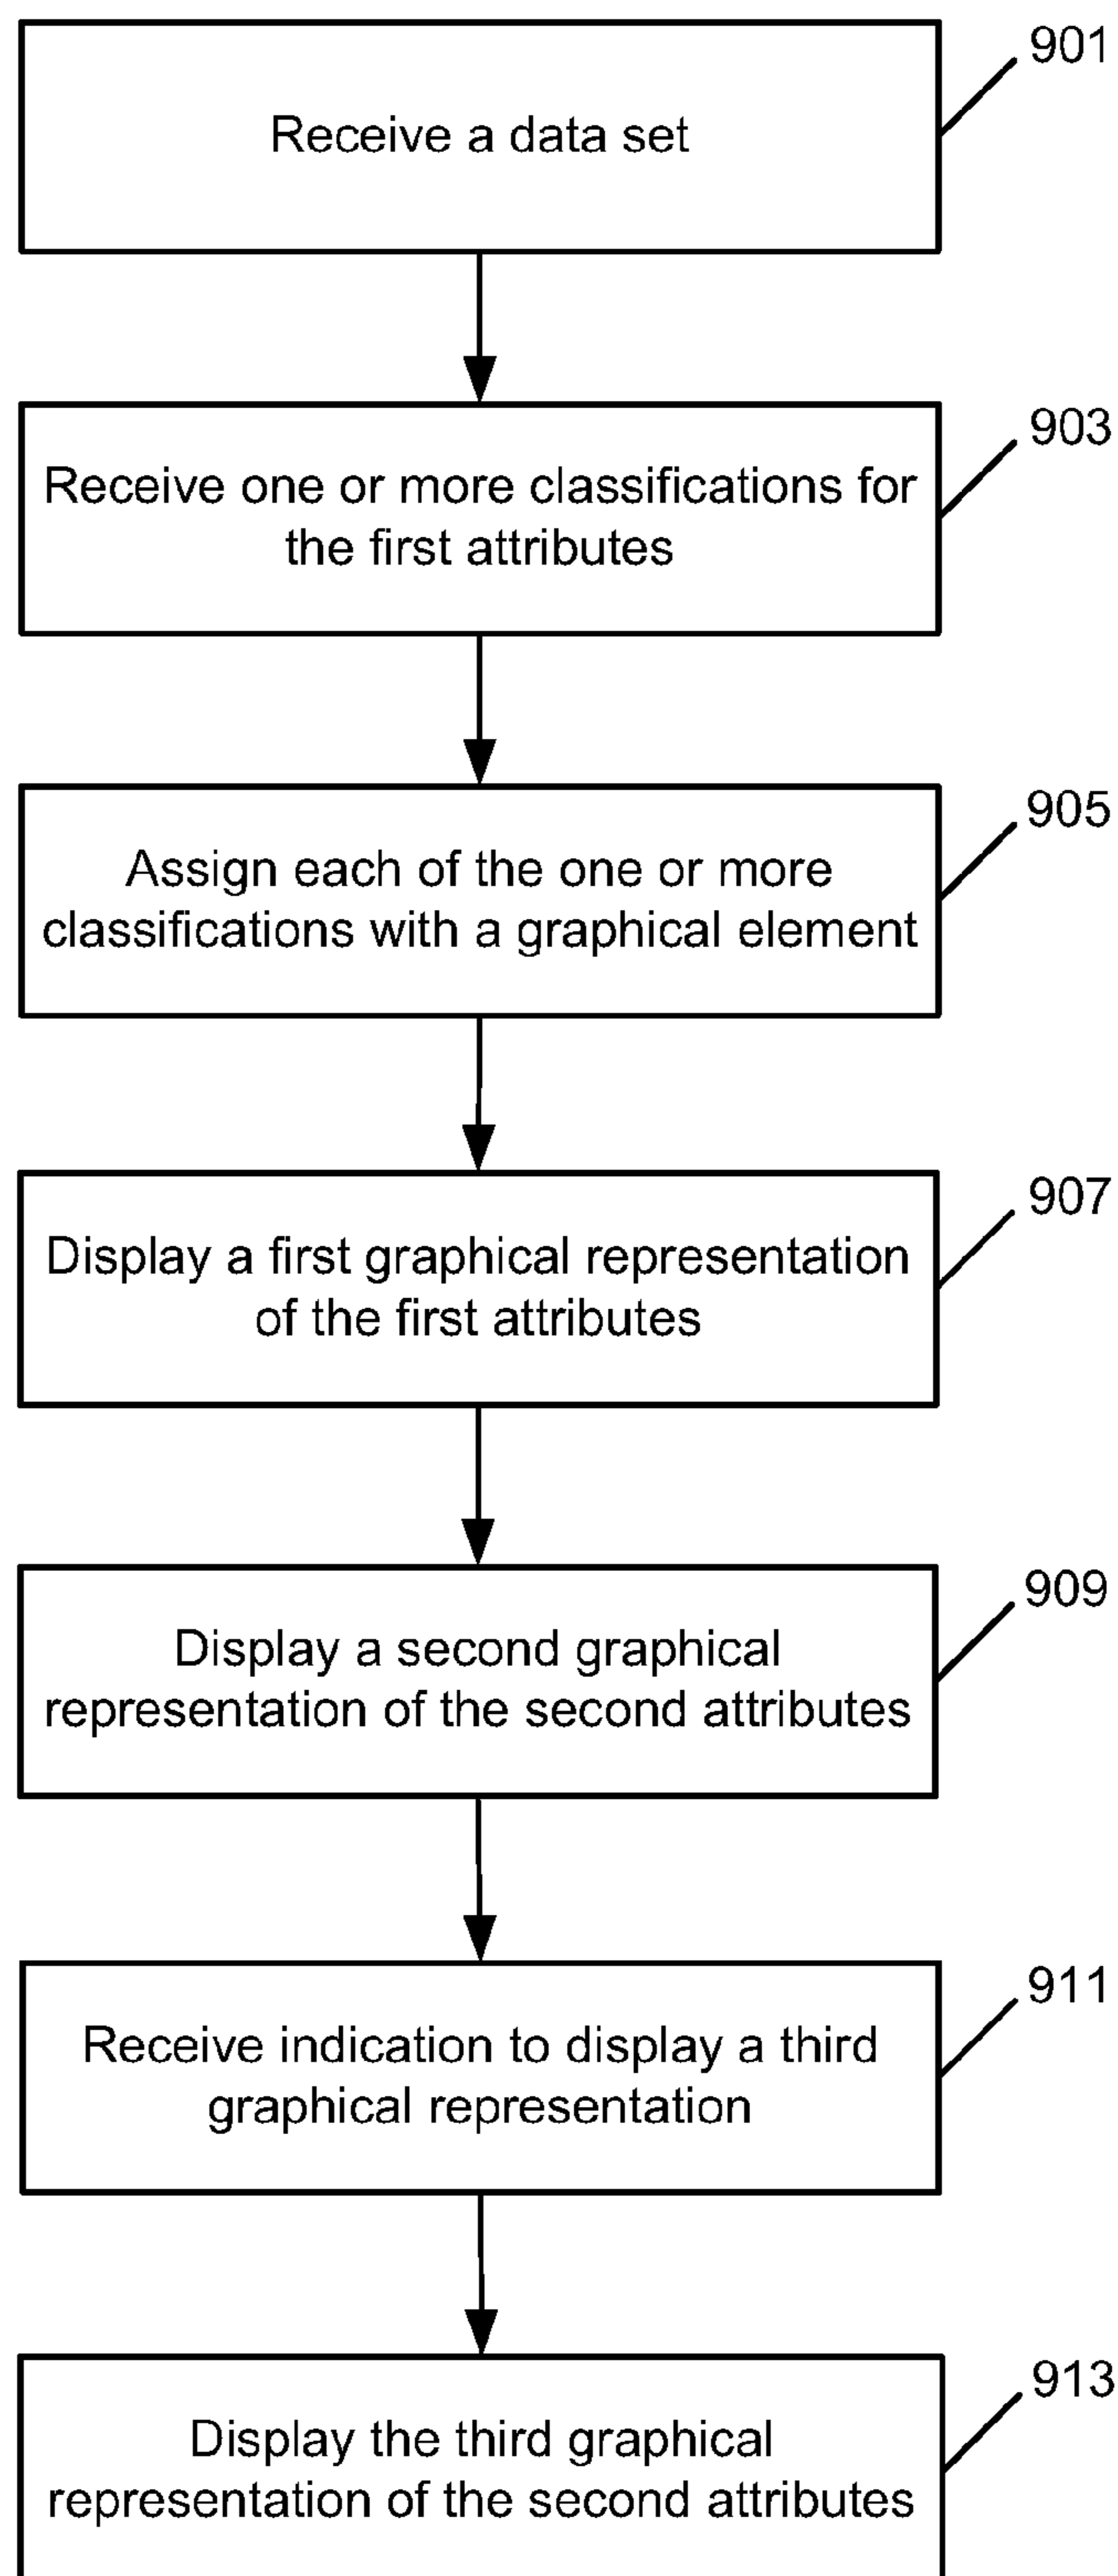 901
Receive a data set
903
Receive one or more classifications for
the first attributes
905
Assign each of the one or more
classifications with a graphical element
907
Display a first graphical representation
of the first attributes
909
Display a second graphical
representation of the second attributes
911
Receive indication to display a third
graphical representation
913
Display the third graphical
representation of the second attributes